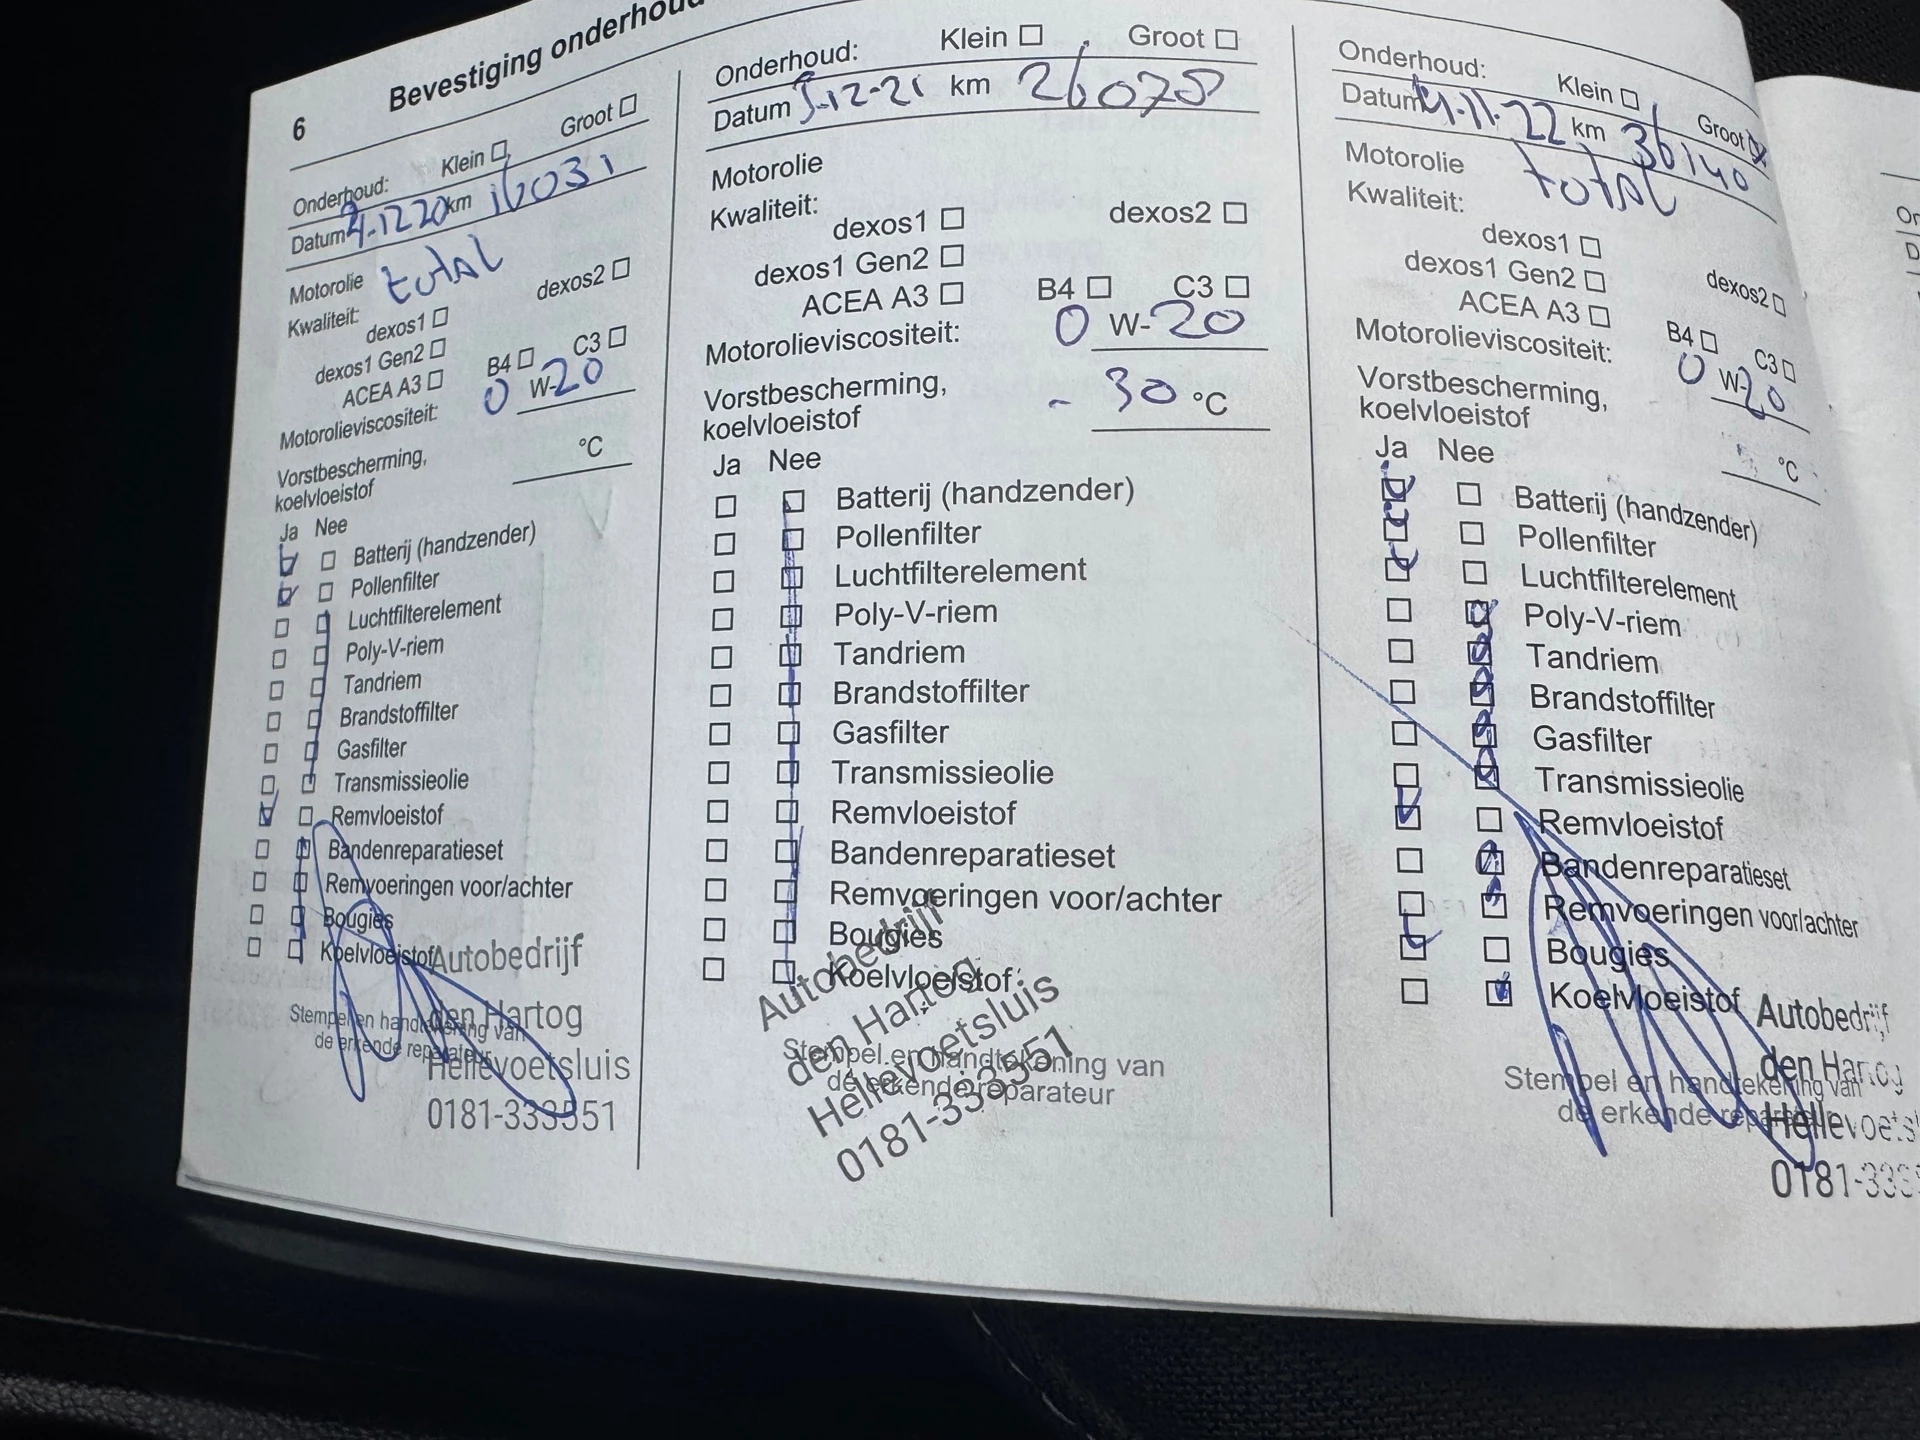 6 Bevestiging onderhoud
Onderhoud: Klein Groot
Datum 4.12 20 km 16031
Motorolie total
Kwaliteit:
dexos1 dexos2
dexos1 Gen2
ACEA A3 B4 C3
Motorolieviscositeit: 0 W-20
Vorstbescherming,
koelvloeistof °C
Ja Nee
Batterij (handzender)
Pollenfilter
Luchtfilterelement
Poly-V-riem
Tandriem
Brandstoffilter
Gasfilter
Transmissieolie
Remvloeistof
Bandenreparatieset
Remvoeringen voor/achter
Bougies
Koelvloeistof
Stempel en handtekening van
de erkende reparateur
Autobedrijf
den Hartog
Hellevoetsluis
0181-333551
Onderhoud: Klein Groot
Datum 5-12-21 km 26078
Motorolie
Kwaliteit:
dexos1 dexos2
dexos1 Gen2
ACEA A3 B4 C3
Motorolieviscositeit: 0 W-20
Vorstbescherming,
koelvloeistof - 30 °C
Ja Nee
Batterij (handzender)
Pollenfilter
Luchtfilterelement
Poly-V-riem
Tandriem
Brandstoffilter
Gasfilter
Transmissieolie
Remvloeistof
Bandenreparatieset
Remvoeringen voor/achter
Bougies
Koelvloeistof
Stempel en handtekening van
de erkende reparateur
Autobedrijf
den Hartog
Hellevoetsluis
0181-333551
Onderhoud: Klein Groot
Datum km 36140
Motorolie total
Kwaliteit:
dexos1 dexos2
dexos1 Gen2
ACEA A3 B4 C3
Motorolieviscositeit: 0 W-20
Vorstbescherming,
koelvloeistof °C
Ja Nee
Batterij (handzender)
Pollenfilter
Luchtfilterelement
Poly-V-riem
Tandriem
Brandstoffilter
Gasfilter
Transmissieolie
Remvloeistof
Bandenreparatieset
Remvoeringen voor/achter
Bougies
Koelvloeistof
Stempel en handtekening van
de erkende reparateur
Autobedrijf
den Hartog
Hellevoetsl
0181-333